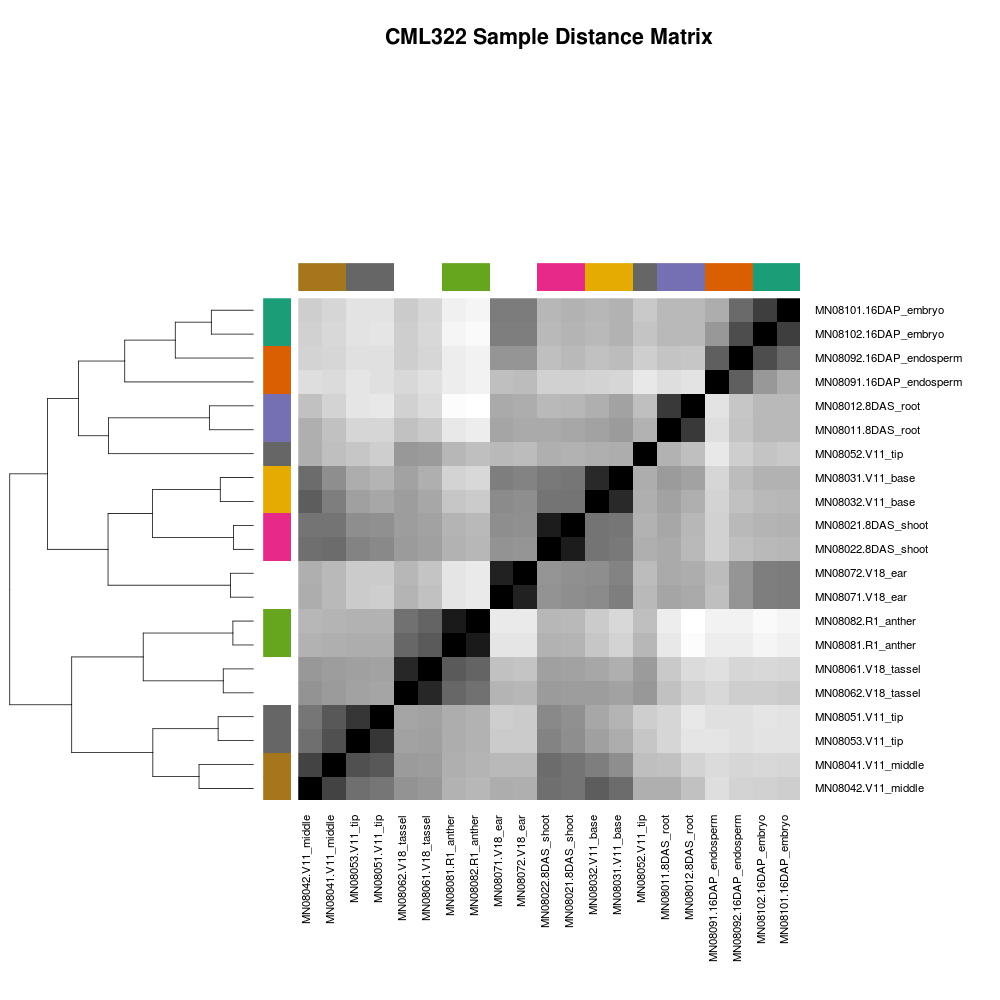 CML322 Sample Distance Matrix
MN08101.16DAP_embryo
MN08102.16DAP_embryo
MN08092.16DAP_endosperm
MN08091.16DAP_endosperm
MN08012.8DAS_root
MN08011.8DAS_root
MN08052.V11_tip
MN08031.V11_base
MN08032.V11_base
MN08021.8DAS_shoot
MN08022.8DAS_shoot
MN08072.V18_ear
MN08071.V18_ear
MN08082.R1_anther
MN08081.R1_anther
MN08061.V18_tassel
MN08062.V18_tassel
MN08051.V11_tip
MN08053.V11_tip
MN08041.V11_middle
MN08042.V11_middle
MN08042.V11_middle
MN08041.V11_middle
MN08053.V11_tip
MN08051.V11_tip
MN08062.V18_tassel
MN08061.V18_tassel
MN08081.R1_anther
MN08082.R1_anther
MN08071.V18_ear
MN08072.V18_ear
MN08022.8DAS_shoot
MN08021.8DAS_shoot
MN08032.V11_base
MN08031.V11_base
MN08052.V11_tip
MN08011.8DAS_root
MN08012.8DAS_root
MN08091.16DAP_endosperm
MN08092.16DAP_endosperm
MN08102.16DAP_embryo
MN08101.16DAP_embryo